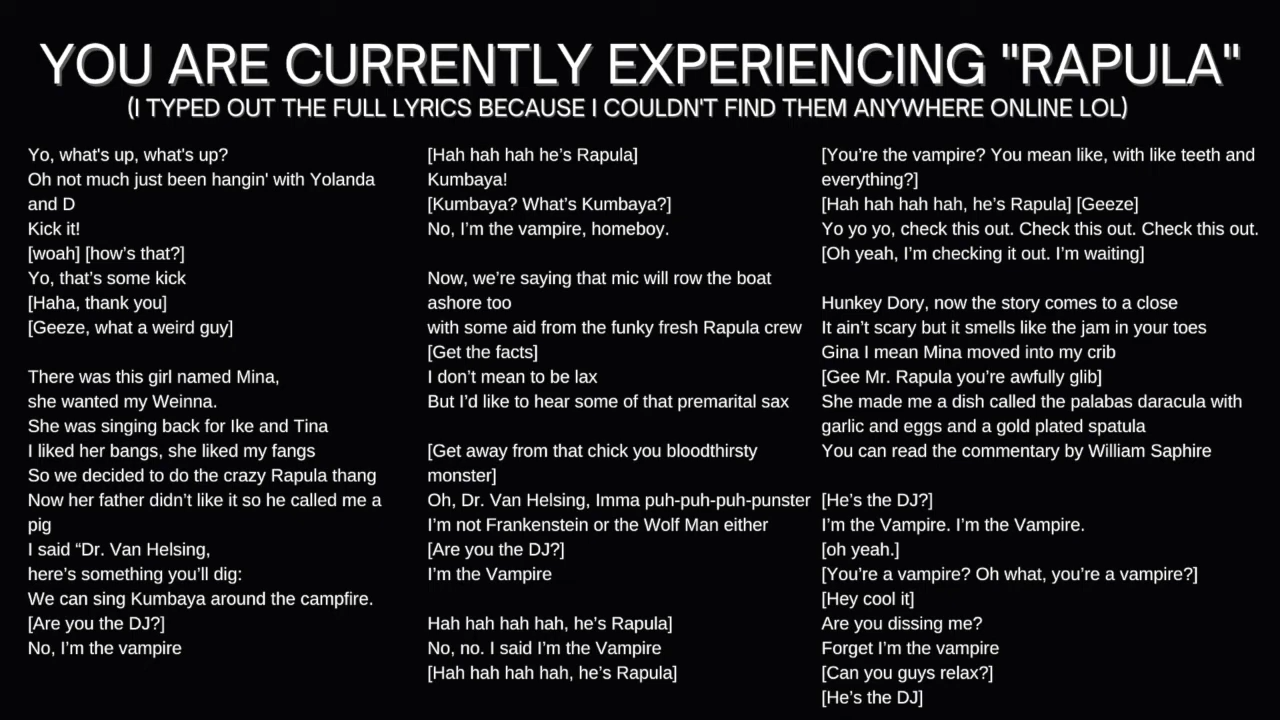 YOU ARE CURRENTLY EXPERIENCING "RAPULA"
(I TYPED OUT THE FULL LYRICS BECAUSE I COULDN'T FIND THEM ANYWHERE ONLINE LOL)
Yo, what's up, what's up?
Oh not much just been hangin' with Yolanda
and D
Kick it!
[woah] [how's that?]
Yo, that's some kick
[Haha, thank you]
[Geeze, what a weird guy]
There was this girl named Mina,
she wanted my Weinna.
She was singing back for Ike and Tina
I liked her bangs, she liked my fangs
So we decided to do the crazy Rapula thang
Now her father didn't like it so he called me a
pig
I said “Dr. Van Helsing,
here's something you'll dig:
We can sing Kumbaya around the campfire.
[Are you the DJ?]
No, I'm the vampire
[Hah hah hah he's Rapula]
Kumbaya!
[Kumbaya? What's Kumbaya?]
No, I'm the vampire, homeboy.
Now, we're saying that mic will row the boat
ashore too
with some aid from the funky fresh Rapula crew
[Get the facts]
I don't mean to be lax
But I'd like to hear some of that premarital sax
[Get away from that chick you bloodthirsty
monster]
Oh, Dr. Van Helsing, Imma puh-puh-puh-punster
I'm not Frankenstein or the Wolf Man either
[Are you the DJ?]
I'm the Vampire
Hah hah hah hah, he's Rapula]
No, no. I said I'm the Vampire
[Hah hah hah hah, he's Rapula]
[You're the vampire? You mean like, with like teeth and
everything?]
[Hah hah hah hah, he's Rapula] [Geeze]
Yo yo yo, check this out. Check this out. Check this out.
[Oh yeah, I'm checking it out. I'm waiting]
Hunkey Dory, now the story comes to a close
It ain't scary but it smells like the jam in your toes
Gina I mean Mina moved into my crib
[Gee Mr. Rapula you're awfully glib]
She made me a dish called the palabas daracula with
garlic and eggs and a gold plated spatula
You can read the commentary by William Saphire
[He's the DJ?]
I'm the Vampire. I'm the Vampire.
[oh yeah.]
[You're a vampire? Oh what, you're a vampire?]
[Hey cool it]
Are you dissing me?
Forget I'm the vampire
[Can you guys relax?]
[He's the DJ]